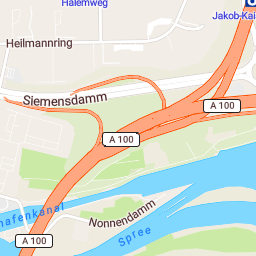 Halemweg
Jakob-Kai
Heilmannring
Siemensdamm
A 100
A 100
hafenkanal
Nonnendamm
A 100
Spree